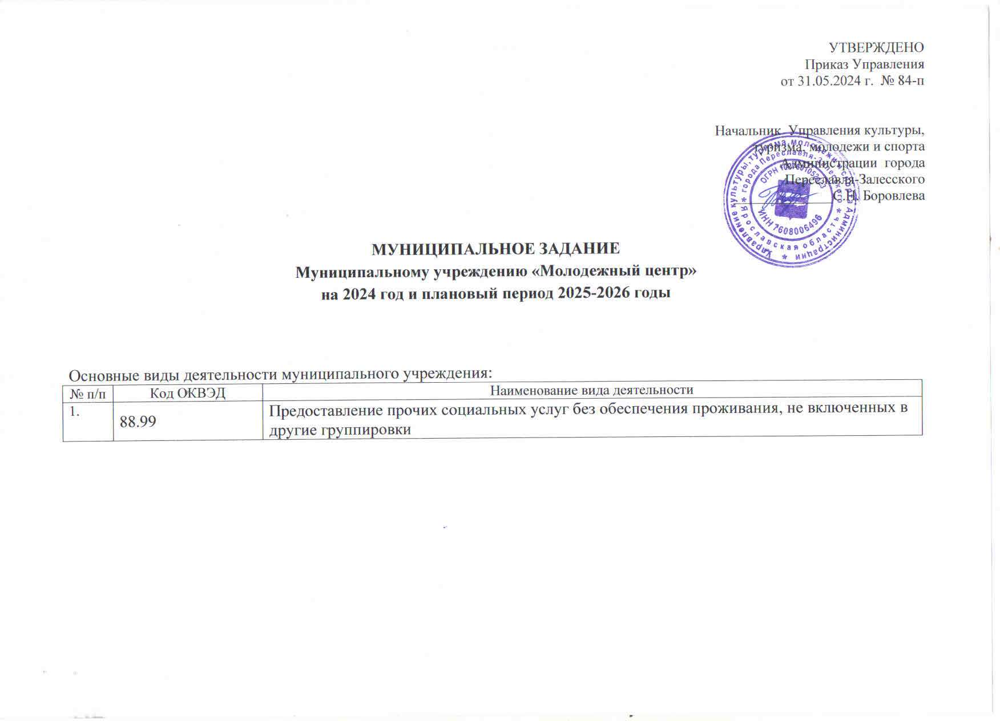 УТВЕРЖДЕНО
Приказ Управления
от 31.05.2024 г. № 84-п
Начальник Управления культуры,
туризма, молодежи и спорта
Администрации города
Переславля-Залесского
С.Н. Боровлева
Управление культуры, туризма, молодежи и спорта Администрации
города Переславля-Залесского * Ярославская область *
ОГРН
ИНН 7608006496
МУНИЦИПАЛЬНОЕ ЗАДАНИЕ
Муниципальному учреждению «Молодежный центр»
на 2024 год и плановый период 2025-2026 годы
Основные виды деятельности муниципального учреждения:
№ п/п Код ОКВЭД Наименование вида деятельности
1. 88.99 Предоставление прочих социальных услуг без обеспечения проживания, не включенных в
другие группировки